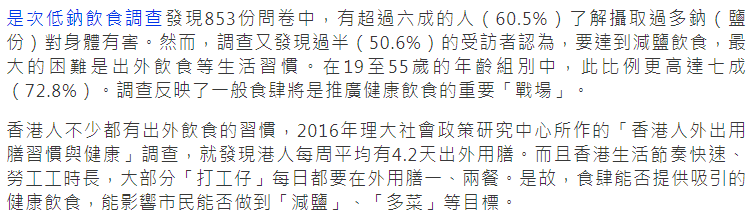 是次低鈉飲食調查發現853份問卷中，有超過六成的人（60.5%）了解攝取過多鈉（鹽
份）對身體有害。然而，調查又發現過半（50.6%）的受訪者認為，要達到減鹽飲食，最
大的困難是出外飲食等生活習慣。在19至55歲的年齡組別中，此比例更高達七成
（72.8%）。調查反映了一般食肆將是推廣健康飲食的重要「戰場」。
香港人不少都有出外飲食的習慣，2016年理大社會政策研究中心所作的「香港人外出用
膳習慣與健康」調查，就發現港人每周平均有4.2天出外用膳。而且香港生活節奏快速、
勞工工時長，大部分「打工仔」每日都要在外用膳一、兩餐。是故，食肆能否提供吸引的
健康飲食，能影響市民能否做到「減鹽」、「多菜」等目標。